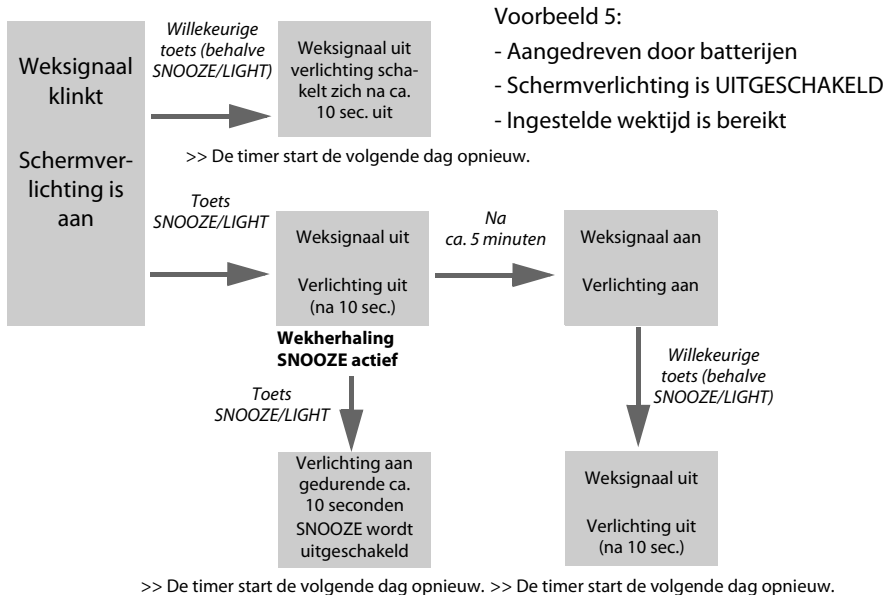 Voorbeeld 5:
- Aangedreven door batterijen
- Schermverlichting is UITGESCHAKELD
- Ingestelde wektijd is bereikt
Weksignaal
klinkt
Schermver-
lichting is
aan
Willekeurige
toets (behalve
SNOOZE/LIGHT)
Weksignaal uit
verlichting scha-
kelt zich na ca.
10 sec. uit
>> De timer start de volgende dag opnieuw.
Toets
SNOOZE/LIGHT
Weksignaal uit
Verlichting uit
(na 10 sec.)
Wekherhaling
SNOOZE actief
Na
ca. 5 minuten
Weksignaal aan
Verlichting aan
Toets
SNOOZE/LIGHT
Verlichting aan
gedurende ca.
10 seconden
SNOOZE wordt
uitgeschakeld
>> De timer start de volgende dag opnieuw.
Willekeurige
toets (behalve
SNOOZE/LIGHT)
Weksignaal uit
Verlichting uit
(na 10 sec.)
>> De timer start de volgende dag opnieuw.